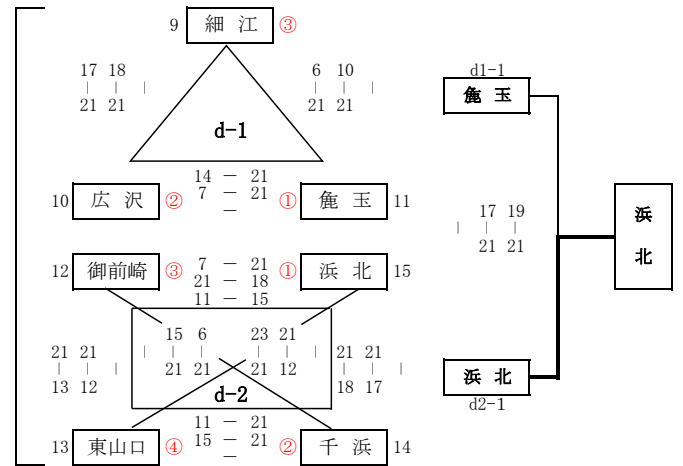 9 細 江 ③
17 18
| | |
21 21
6 10
| | |
21 21
d-1
14 － 21
7 － 21
－
10 広 沢 ②
① 麁 玉 11
12 御前崎 ③
7 － 21
21 － 18
11 － 15
① 浜 北 15
15 6
| | |
21 21
23 21
| | |
21 12
21 21
| | |
13 12
21 21
| | |
18 17
d-2
11 － 21
15 － 21
－
13 東山口 ④
② 千 浜 14
d1-1
麁 玉
17 19
| | |
21 21
浜 北
d2-1
浜
北